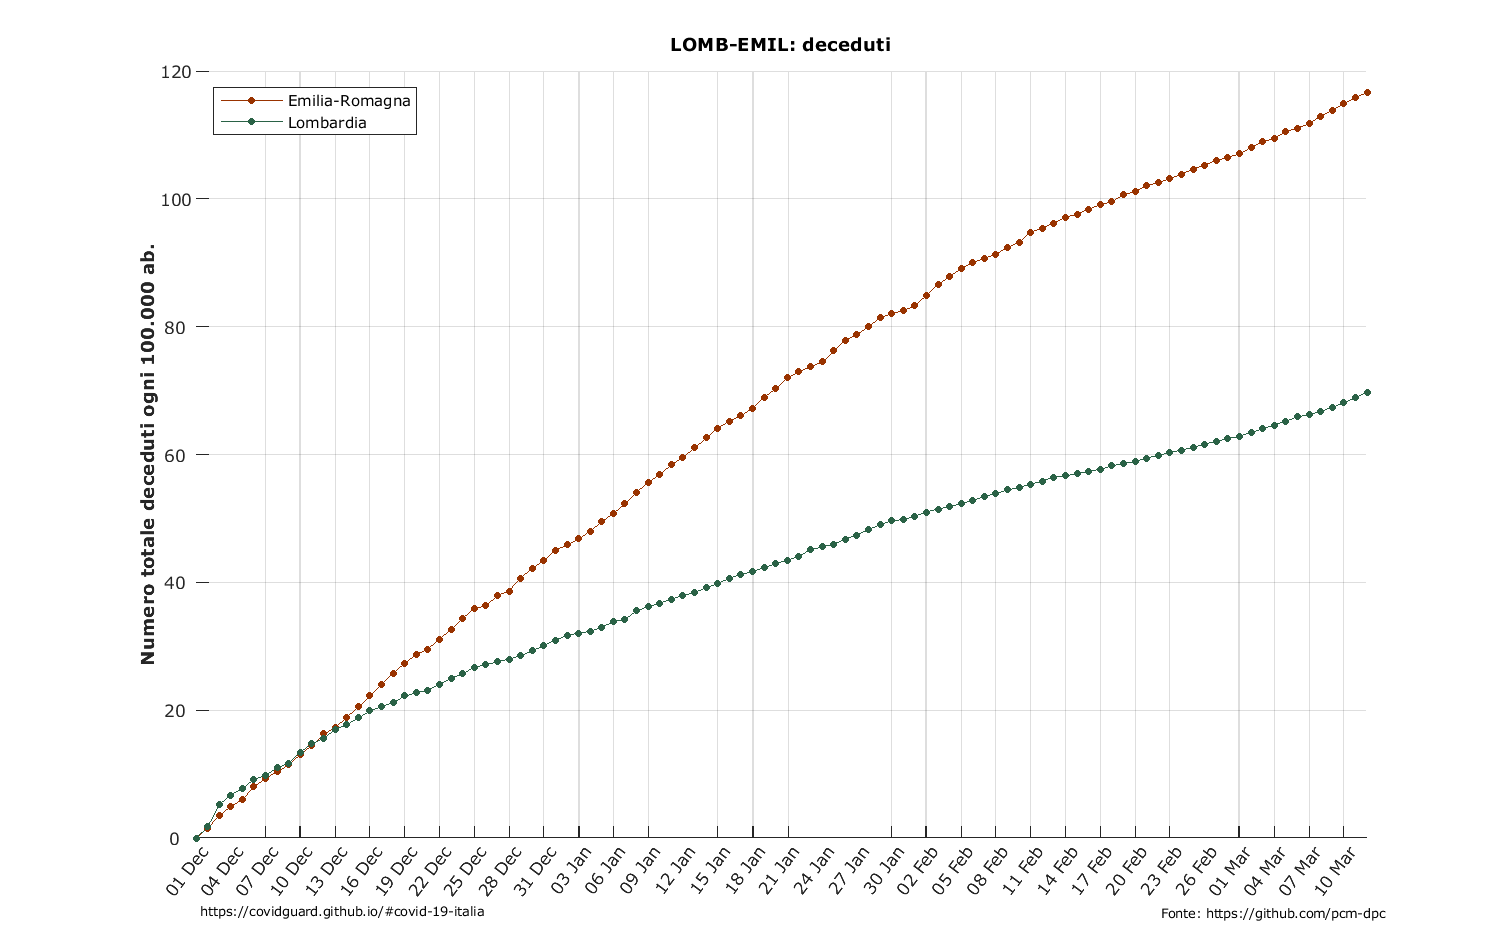 LOMB-EMIL: deceduti
Emilia-Romagna
Lombardia
Numero totale deceduti ogni 100.000 ab.
120
100
80
60
40
20
0
01 Dec
04 Dec
07 Dec
10 Dec
13 Dec
16 Dec
19 Dec
22 Dec
25 Dec
28 Dec
31 Dec
03 Jan
06 Jan
09 Jan
12 Jan
15 Jan
18 Jan
21 Jan
24 Jan
27 Jan
30 Jan
02 Feb
05 Feb
08 Feb
11 Feb
14 Feb
17 Feb
20 Feb
23 Feb
26 Feb
01 Mar
04 Mar
07 Mar
10 Mar
https://covidguard.github.io/#covid-19-italia
Fonte: https://github.com/pcm-dpc